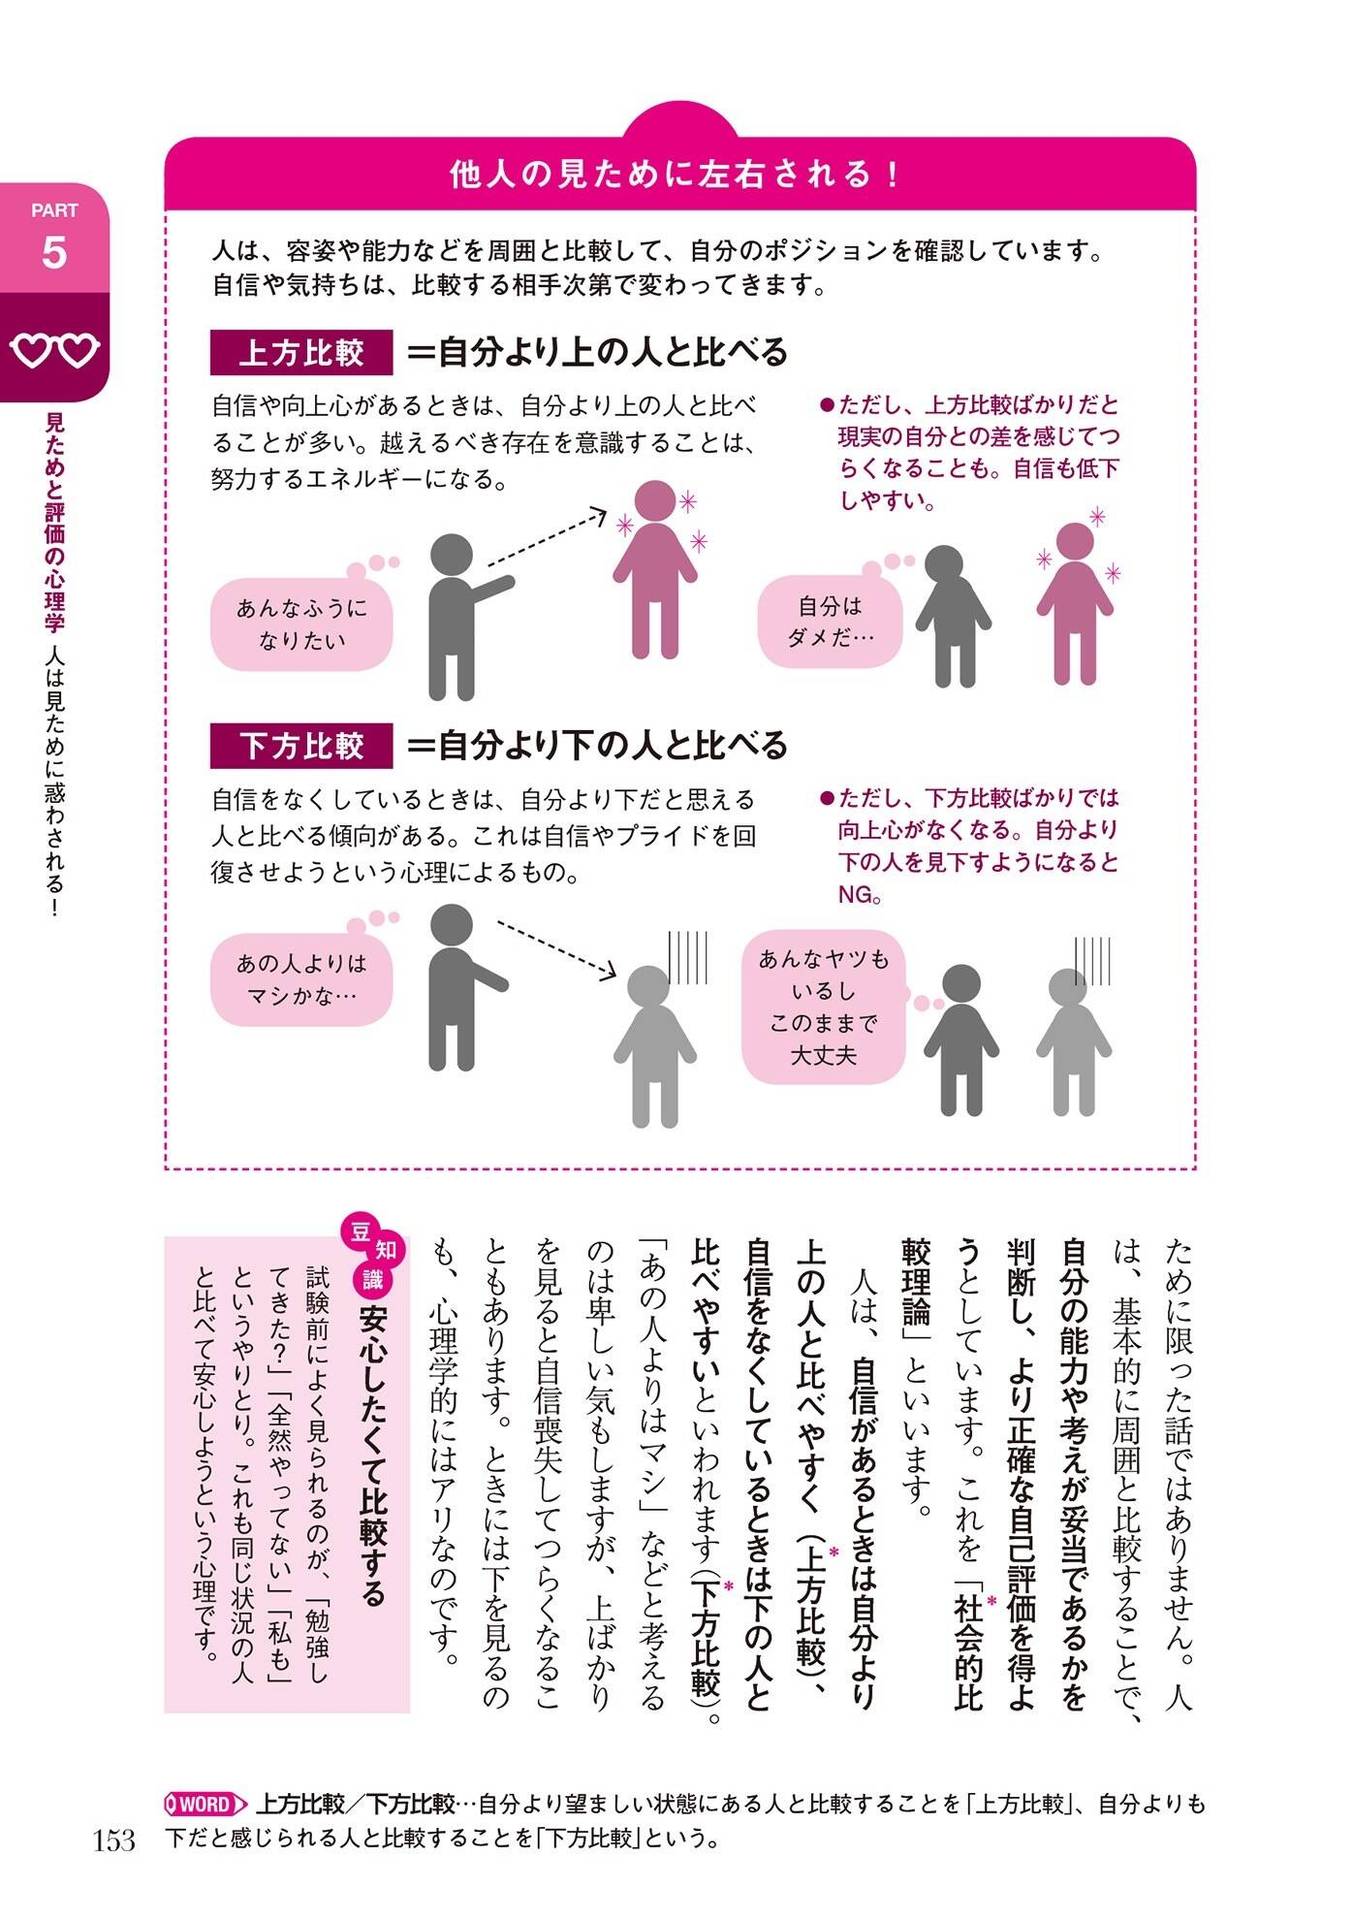 PART
5
見ためと評価の心理学 人は見ために惑わされる！
他人の見ために左右される！
人は、容姿や能力などを周囲と比較して、自分のポジションを確認しています。
自信や気持ちは、比較する相手次第で変わってきます。
上方比較 ＝自分より上の人と比べる
自信や向上心があるときは、自分より上の人と比べ
ることが多い。越えるべき存在を意識することは、
努力するエネルギーになる。
●ただし、上方比較ばかりだと
現実の自分との差を感じてつ
らくなることも。自信も低下
しやすい。
あんなふうに
なりたい
自分は
ダメだ…
下方比較 ＝自分より下の人と比べる
自信をなくしているときは、自分より下だと思える
人と比べる傾向がある。これは自信やプライドを回
復させようという心理によるもの。
●ただし、下方比較ばかりでは
向上心がなくなる。自分より
下の人を見下すようになると
NG。
あの人よりは
マシかな…
あんなヤツも
いるし
このままで
大丈夫
ために限った話ではありません。人
は、基本的に周囲と比較することで、
自分の能力や考えが妥当であるかを
判断し、より正確な自己評価を得よ
うとしています。これを「社会的比*
較理論」といいます。
人は、自信があるときは自分より
上の人と比べやすく（上方比較*）、
自信をなくしているときは下の人と
比べやすいといわれます（下方比較*）。
「あの人よりはマシ」などと考える
のは卑しい気もしますが、上ばかり
を見ると自信喪失してつらくなるこ
ともあります。ときには下を見るの
も、心理学的にはアリなのです。
豆知識
安心したくて比較する
試験前によく見られるのが、「勉強し
てきた？」「全然やってない」「私も」
というやりとり。これも同じ状況の人
と比べて安心しようという心理です。
WORD 上方比較／下方比較…自分より望ましい状態にある人と比較することを「上方比較」、自分よりも
下だと感じられる人と比較することを「下方比較」という。
153